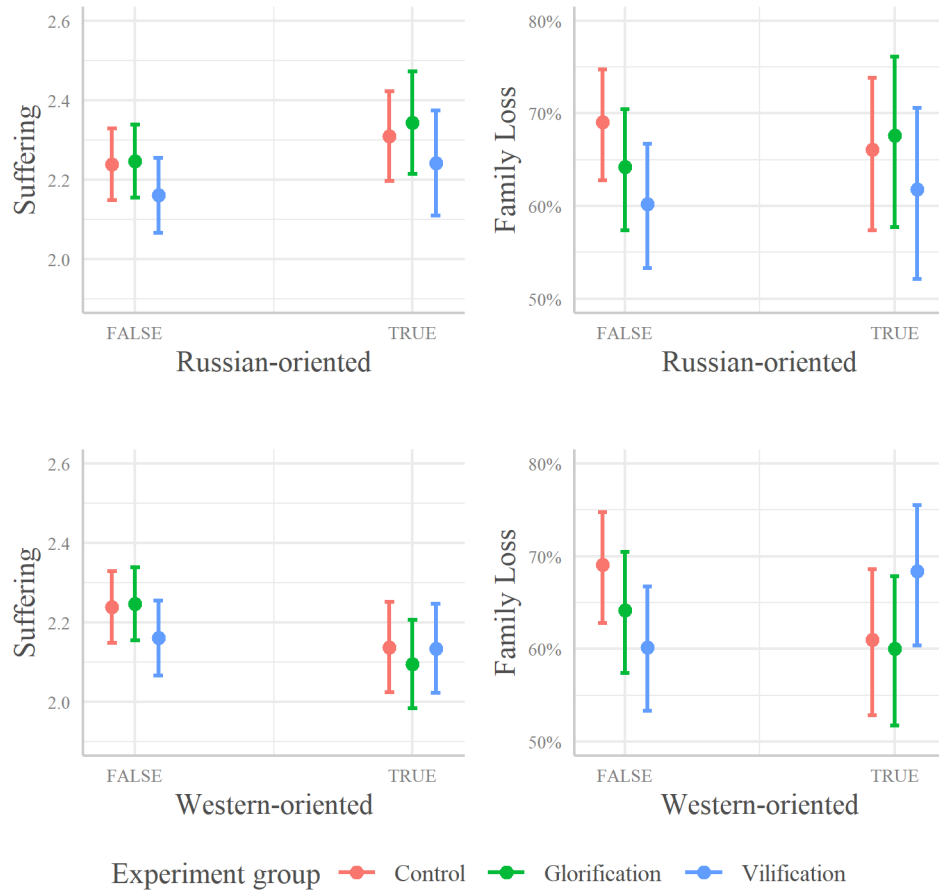 Suffering
2.6
2.4
2.2
2.0
FALSE
TRUE
Russian-oriented
Family Loss
80%
70%
60%
50%
FALSE
TRUE
Russian-oriented
Suffering
2.6
2.4
2.2
2.0
FALSE
TRUE
Western-oriented
Family Loss
80%
70%
60%
50%
FALSE
TRUE
Western-oriented
Experiment group Control Glorification Vilification